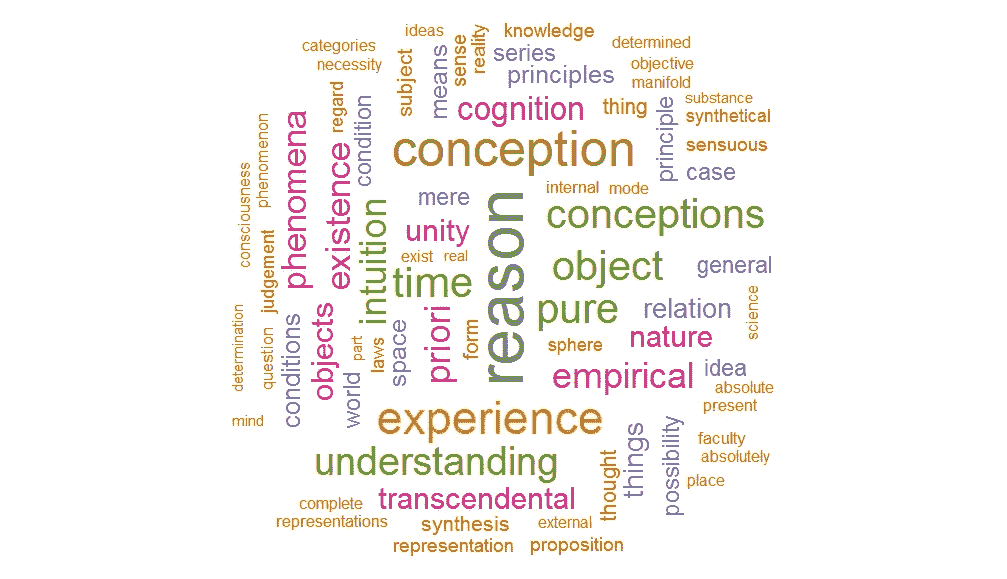 ideas
knowledge
categories
necessity
determined
objective
manifold
subject
means
sense
reality
series
principles
regard
condition
cognition
thing
principle
substance
synthetical
sensuous
case
conception
phenomenon
consciousness
phenomena
existence
intuition
mere
unity
exist
real
time
reason
internal
mode
conceptions
object
general
pure
relation
nature
science
sphere
empirical
idea
absolute
present
judgement
determination
question
conditions
objects
part
laws
space
world
priori
form
mind
experience
understanding
transcendental
complete
representations
synthesis
external
representation
proposition
thought
things
possibility
faculty
absolutely
place